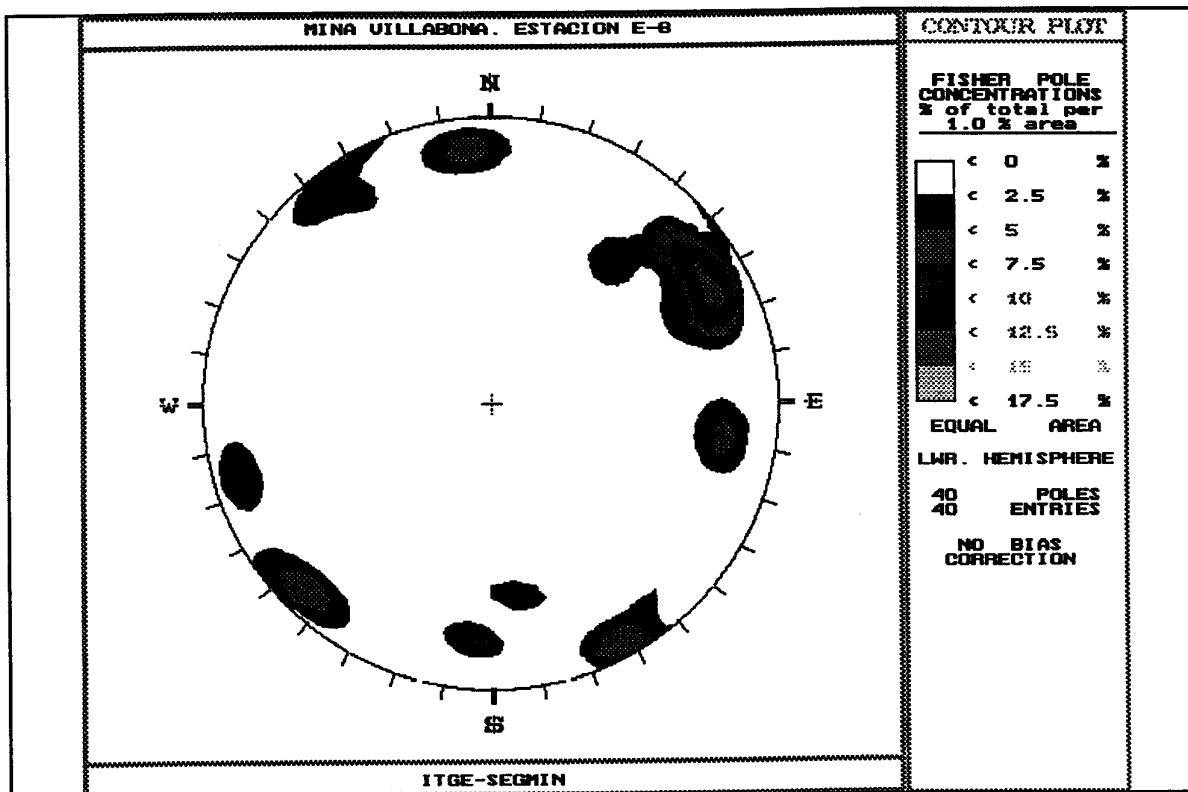 MINA VILLABONA. ESTACION E-8
CONTOUR PLOT
FISHER POLE
CONCENTRATIONS
% of total per
1.0 % area
< 0 %
< 2.5 %
< 5 %
< 7.5 %
< 10 %
< 12.5 %
< 15 %
< 17.5 %
EQUAL AREA
LWR. HEMISPHERE
40 POLES
40 ENTRIES
NO BIAS
CORRECTION
N
W
E
S
ITGE-SEGMIN